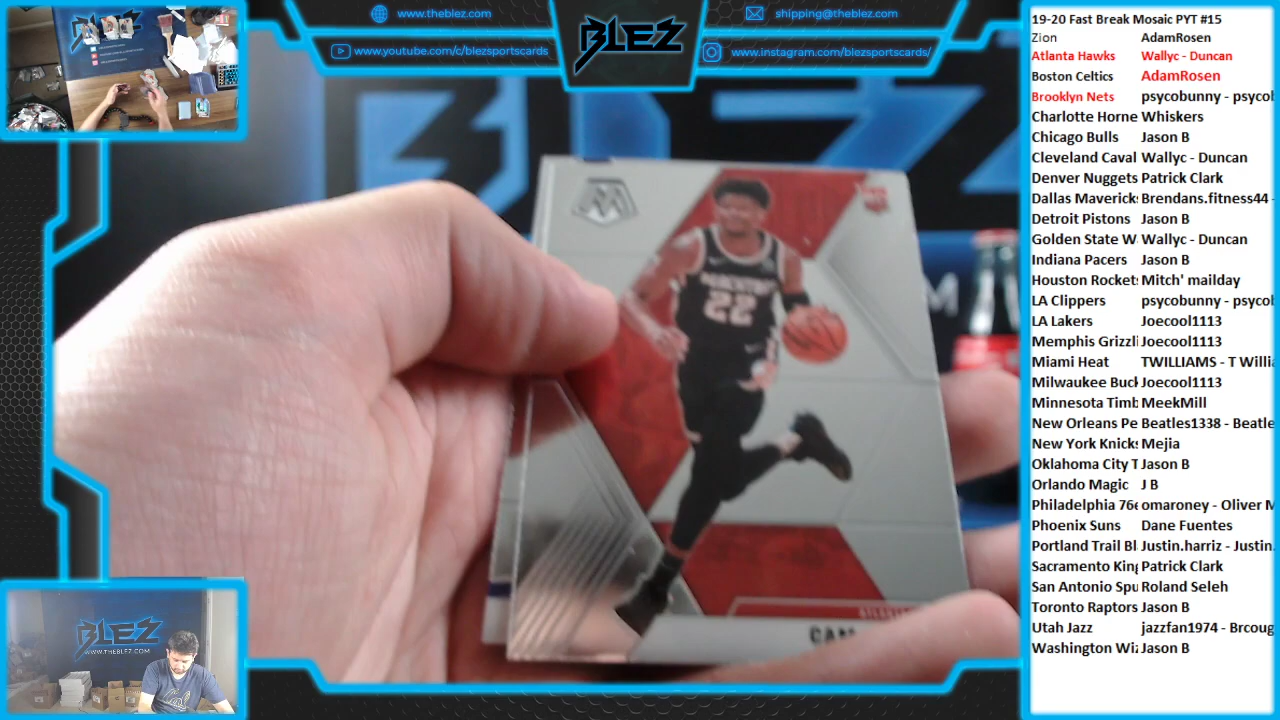 www.theblez.com
shipping@theblez.com
www.youtube.com/c/blezsportscards
www.instagram.com/blezsportscards/
BLEZ
19-20 Fast Break Mosaic PYT #15
Zion AdamRosen
Atlanta Hawks Wallyc - Duncan
Boston Celtics AdamRosen
Brooklyn Nets psycobunny - psycol
Charlotte Horne Whiskers
Chicago Bulls Jason B
Cleveland Caval Wallyc - Duncan
Denver Nuggets Patrick Clark
Dallas Maverick Brendans.fitness44 -
Detroit Pistons Jason B
Golden State W Wallyc - Duncan
Indiana Pacers Jason B
Houston Rocket Mitch' mailday
LA Clippers psycobunny - psycol
LA Lakers Joecool1113
Memphis Grizzl Joecool1113
Miami Heat TWILLIAMS - T Willia
Milwaukee Buck Joecool1113
Minnesota Timb MeekMill
New Orleans Pe Beatles1338 - Beatle
New York Knicks Mejia
Oklahoma City T Jason B
Orlando Magic J B
Philadelphia 76e omaroney - Oliver M
Phoenix Suns Dane Fuentes
Portland Trail Bl Justin.harriz - Justin.
Sacramento King Patrick Clark
San Antonio Spu Roland Seleh
Toronto Raptors Jason B
Utah Jazz jazzfan1974 - Brcoug
Washington Wiz Jason B
22
CAM
BLEZ
WWW.THEBLEZ.COM